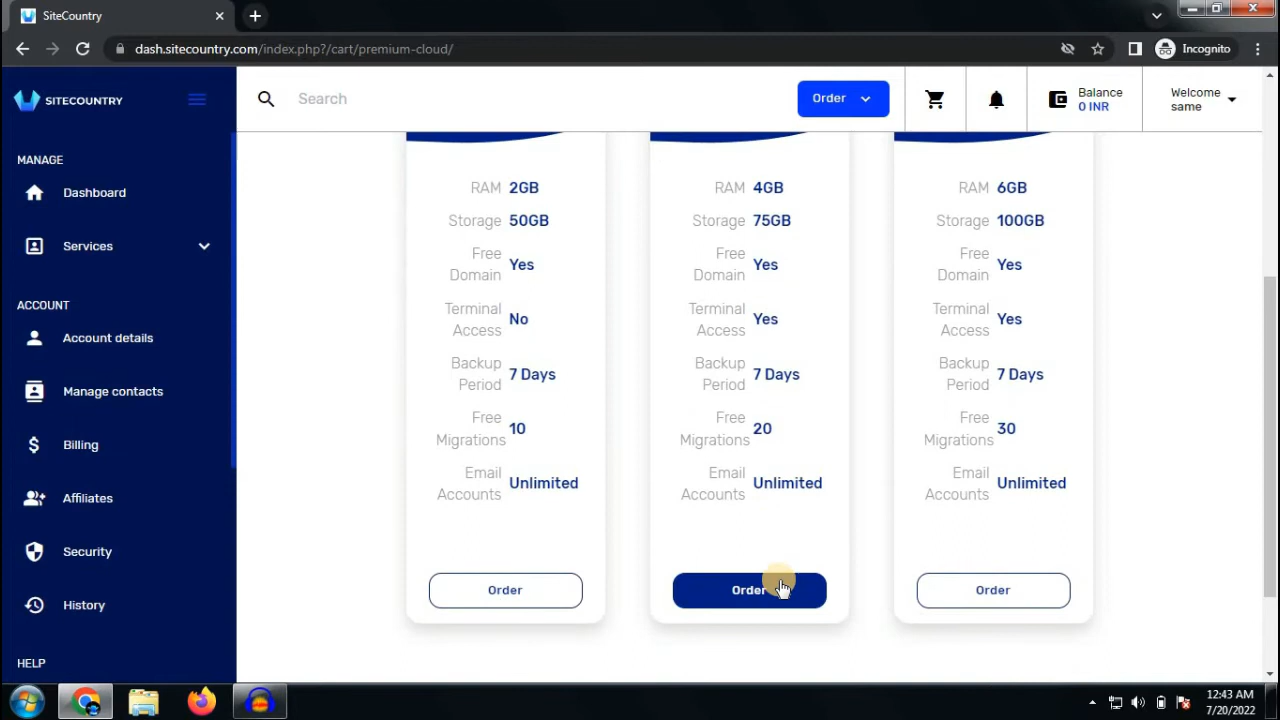 SiteCountry
dash.sitecountry.com/index.php?/cart/premium-cloud/
Incognito
SITECOUNTRY
Search
Order
Balance
0 INR
Welcome
same
MANAGE
Dashboard
Services
ACCOUNT
Account details
Manage contacts
Billing
Affiliates
Security
History
HELP
RAM 2GB
Storage 50GB
Free
Domain Yes
Terminal
Access No
Backup
Period 7 Days
Free
Migrations 10
Email
Accounts Unlimited
Order
RAM 4GB
Storage 75GB
Free
Domain Yes
Terminal
Access Yes
Backup
Period 7 Days
Free
Migrations 20
Email
Accounts Unlimited
Order
RAM 6GB
Storage 100GB
Free
Domain Yes
Terminal
Access Yes
Backup
Period 7 Days
Free
Migrations 30
Email
Accounts Unlimited
Order
12:43 AM
7/20/2022